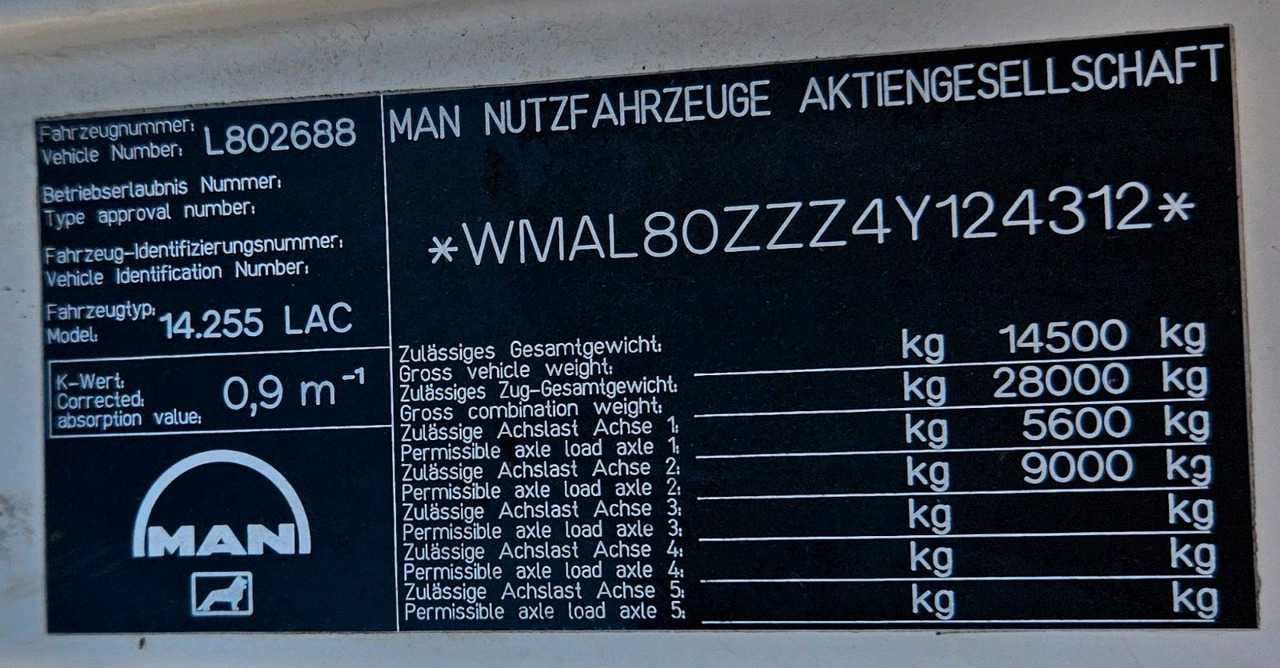 Fahrzeugnummer:
Vehicle Number: L802688
Betriebserlaubnis Nummer:
Type approval number:
Fahrzeug-Identifizierungsnummer:
Vehicle Identification Number:
Fahrzeugtyp:
Model: 14.255 LAC
K-Wert:
Corrected: 0,9 m⁻¹
absorption value:
MAN
MAN NUTZFAHRZEUGE AKTIENGESELLSCHAFT
*WMAL80ZZZ4Y124312*
Zulässiges Gesamtgewicht:
Gross vehicle weight: kg 14500 kg
Zulässiges Zug-Gesamtgewicht:
Gross combination weight: kg 28000 kg
Zulässige Achslast Achse 1:
Permissible axle load axle 1: kg 5600 kg
Zulässige Achslast Achse 2:
Permissible axle load axle 2: kg 9000 kg
Zulässige Achslast Achse 3:
Permissible axle load axle 3: kg kg
Zulässige Achslast Achse 4:
Permissible axle load axle 4: kg kg
Zulässige Achslast Achse 5:
Permissible axle load axle 5: kg kg